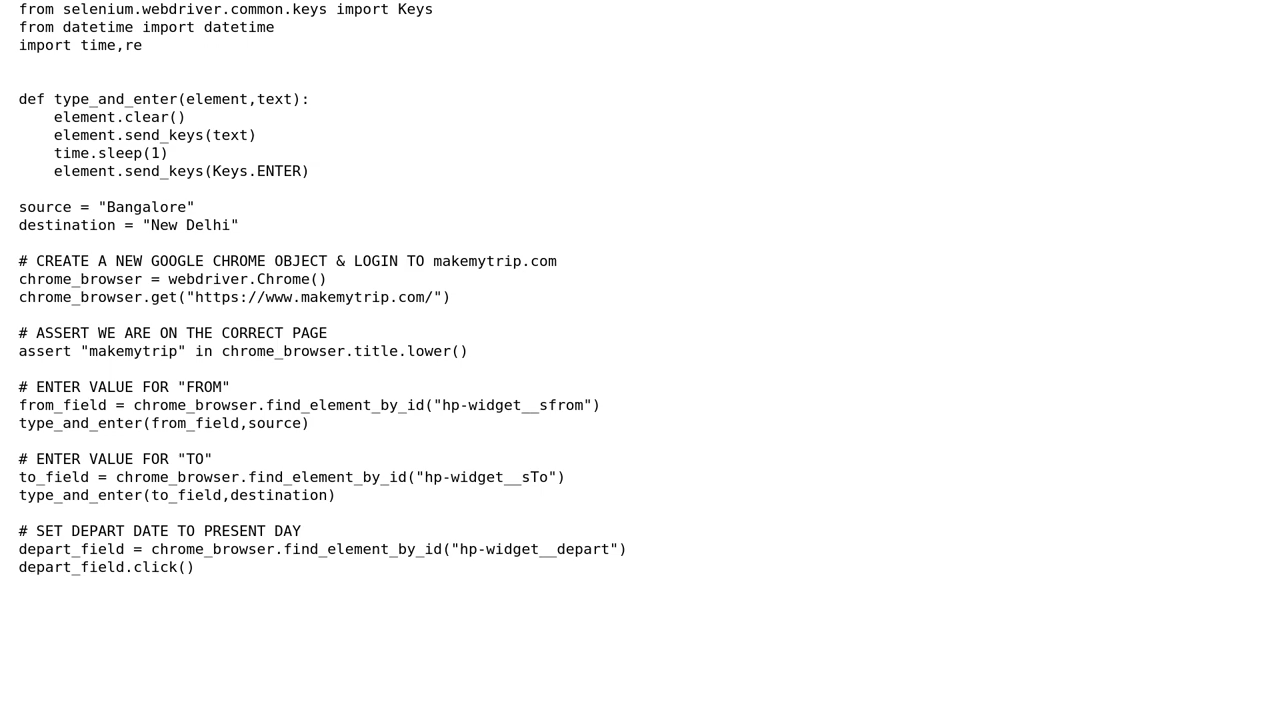 from selenium.webdriver.common.keys import Keys
from datetime import datetime
import time,re
def type_and_enter(element,text):
    element.clear()
    element.send_keys(text)
    time.sleep(1)
    element.send_keys(Keys.ENTER)
source = "Bangalore"
destination = "New Delhi"
# CREATE A NEW GOOGLE CHROME OBJECT & LOGIN TO makemytrip.com
chrome_browser = webdriver.Chrome()
chrome_browser.get("https://www.makemytrip.com/")
# ASSERT WE ARE ON THE CORRECT PAGE
assert "makemytrip" in chrome_browser.title.lower()
# ENTER VALUE FOR "FROM"
from_field = chrome_browser.find_element_by_id("hp-widget__sfrom")
type_and_enter(from_field,source)
# ENTER VALUE FOR "TO"
to_field = chrome_browser.find_element_by_id("hp-widget__sTo")
type_and_enter(to_field,destination)
# SET DEPART DATE TO PRESENT DAY
depart_field = chrome_browser.find_element_by_id("hp-widget__depart")
depart_field.click()